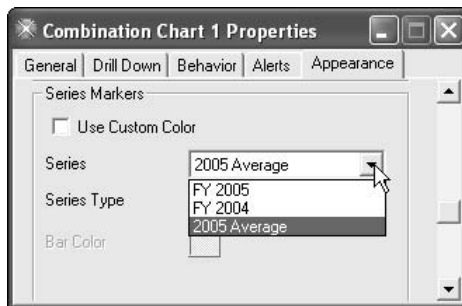 Combination Chart 1 Properties
General Drill Down Behavior Alerts Appearance
Series Markers
Use Custom Color
Series 2005 Average
FY 2005
Series Type FY 2004
2005 Average
Bar Color